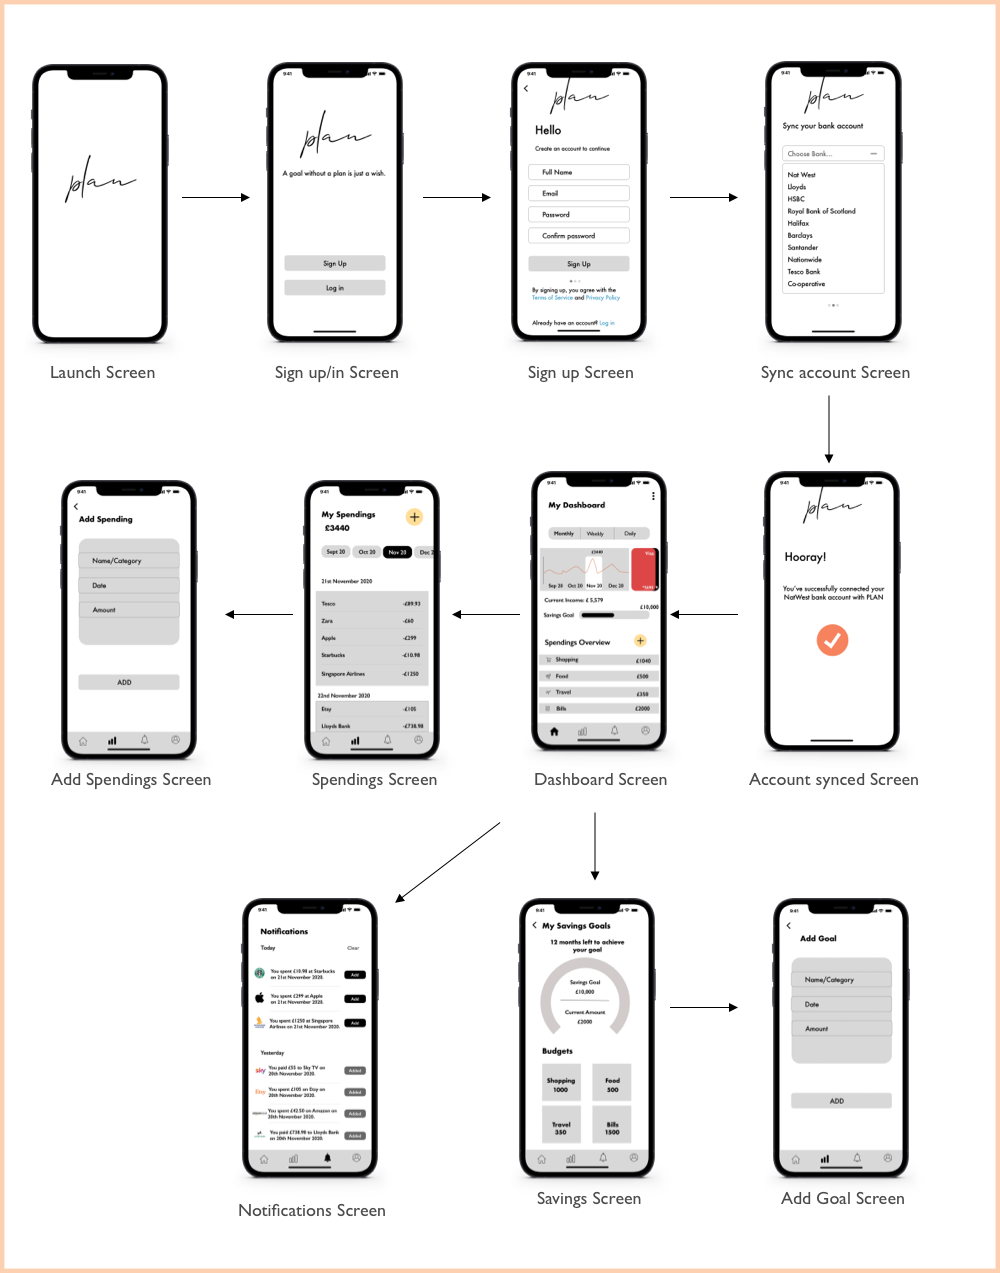 9:41
plan
Launch Screen
9:41
plan
A goal without a plan is just a wish.
Sign Up
Log in
Sign up/in Screen
9:41
plan
Hello
Create an account to continue
Full Name
Email
Password
Confirm password
Sign Up
By signing up, you agree with the
Terms of Service and Privacy Policy
Already have an account? Log in
Sign up Screen
9:41
plan
Sync your bank account
Choose Bank...
Nat West
Lloyds
HSBC
Royal Bank of Scotland
Halifax
Barclays
Santander
Nationwide
Tesco Bank
Co-operative
Sync account Screen
9:41
Add Spending
Name/Category
Date
Amount
ADD
Add Spendings Screen
9:41
My Spendings
£3440
Sept 20
Oct 20
Nov 20
Dec 2
21st November 2020
Tesco -£89.93
Zara -£60
Apple -£299
Starbucks -£10.98
Singapore Airlines -£1250
22nd November 2020
Etsy -£105
Lloyds Bank -£738.98
Spendings Screen
9:41
My Dashboard
Monthly
Weekly
Daily
£3440
Sep 20 Oct 20 Nov 20 Dec 20
Current Income: £ 5,579
£10,000
Savings Goal
Spendings Overview
Shopping £1040
Food £500
Travel £350
Bills £2000
Dashboard Screen
9:41
plan
Hooray!
You've successfully connected your
NatWest bank account with PLAN
Account synced Screen
9:41
Notifications
Today Clear
You spent £10.98 at Starbucks
on 21st November 2020.
Add
You spent £299 at Apple
on 21st November 2020.
Add
You spent £1250 at Singapore
Airlines on 21st November 2020.
Add
Yesterday
sky
You paid £55 to Sky TV on
20th November 2020.
Added
Etsy
You spent £105 on Etsy on
20th November 2020.
Added
You spent £42.50 on Amazon on
20th November 2020.
Added
You paid £738.98 to Lloyds Bank
on 20th November 2020.
Added
Notifications Screen
9:41
My Savings Goals
12 months left to achieve
your goal
Savings Goal
£10,000
Current Amount
£2000
Budgets
Shopping
1000
Food
500
Travel
350
Bills
1500
Savings Screen
9:41
Add Goal
Name/Category
Date
Amount
ADD
Add Goal Screen